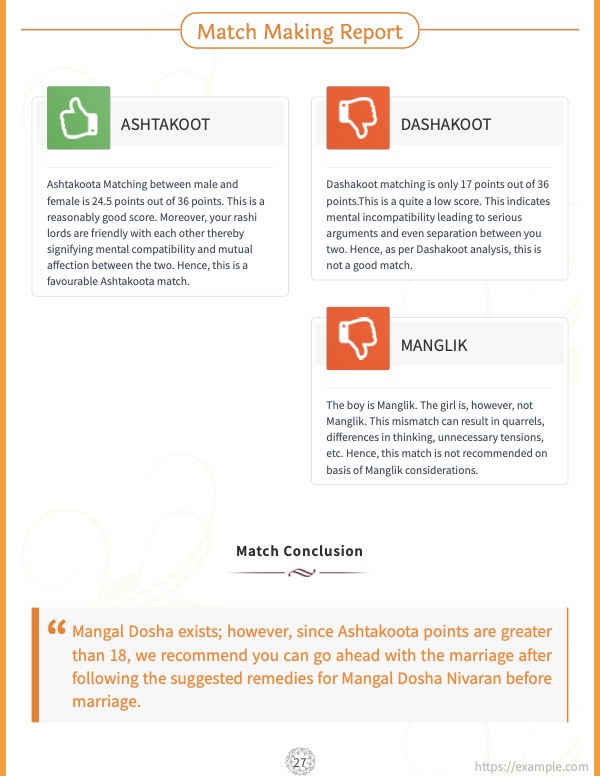 Match Making Report
ASHTAKOOT
Ashtakoota Matching between male and
female is 24.5 points out of 36 points. This is a
reasonably good score. Moreover, your rashi
lords are friendly with each other thereby
signifying mental compatibility and mutual
affection between the two. Hence, this is a
favourable Ashtakoota match.
DASHAKOOT
Dashakoot matching is only 17 points out of 36
points.This is a quite a low score. This indicates
mental incompatibility leading to serious
arguments and even separation between you
two. Hence, as per Dashakoot analysis, this is
not a good match.
MANGLIK
The boy is Manglik. The girl is, however, not
Manglik. This mismatch can result in quarrels,
differences in thinking, unnecessary tensions,
etc. Hence, this match is not recommended on
basis of Manglik considerations.
Match Conclusion
“ Mangal Dosha exists; however, since Ashtakoota points are greater
than 18, we recommend you can go ahead with the marriage after
following the suggested remedies for Mangal Dosha Nivaran before
marriage.
27
https://example.com